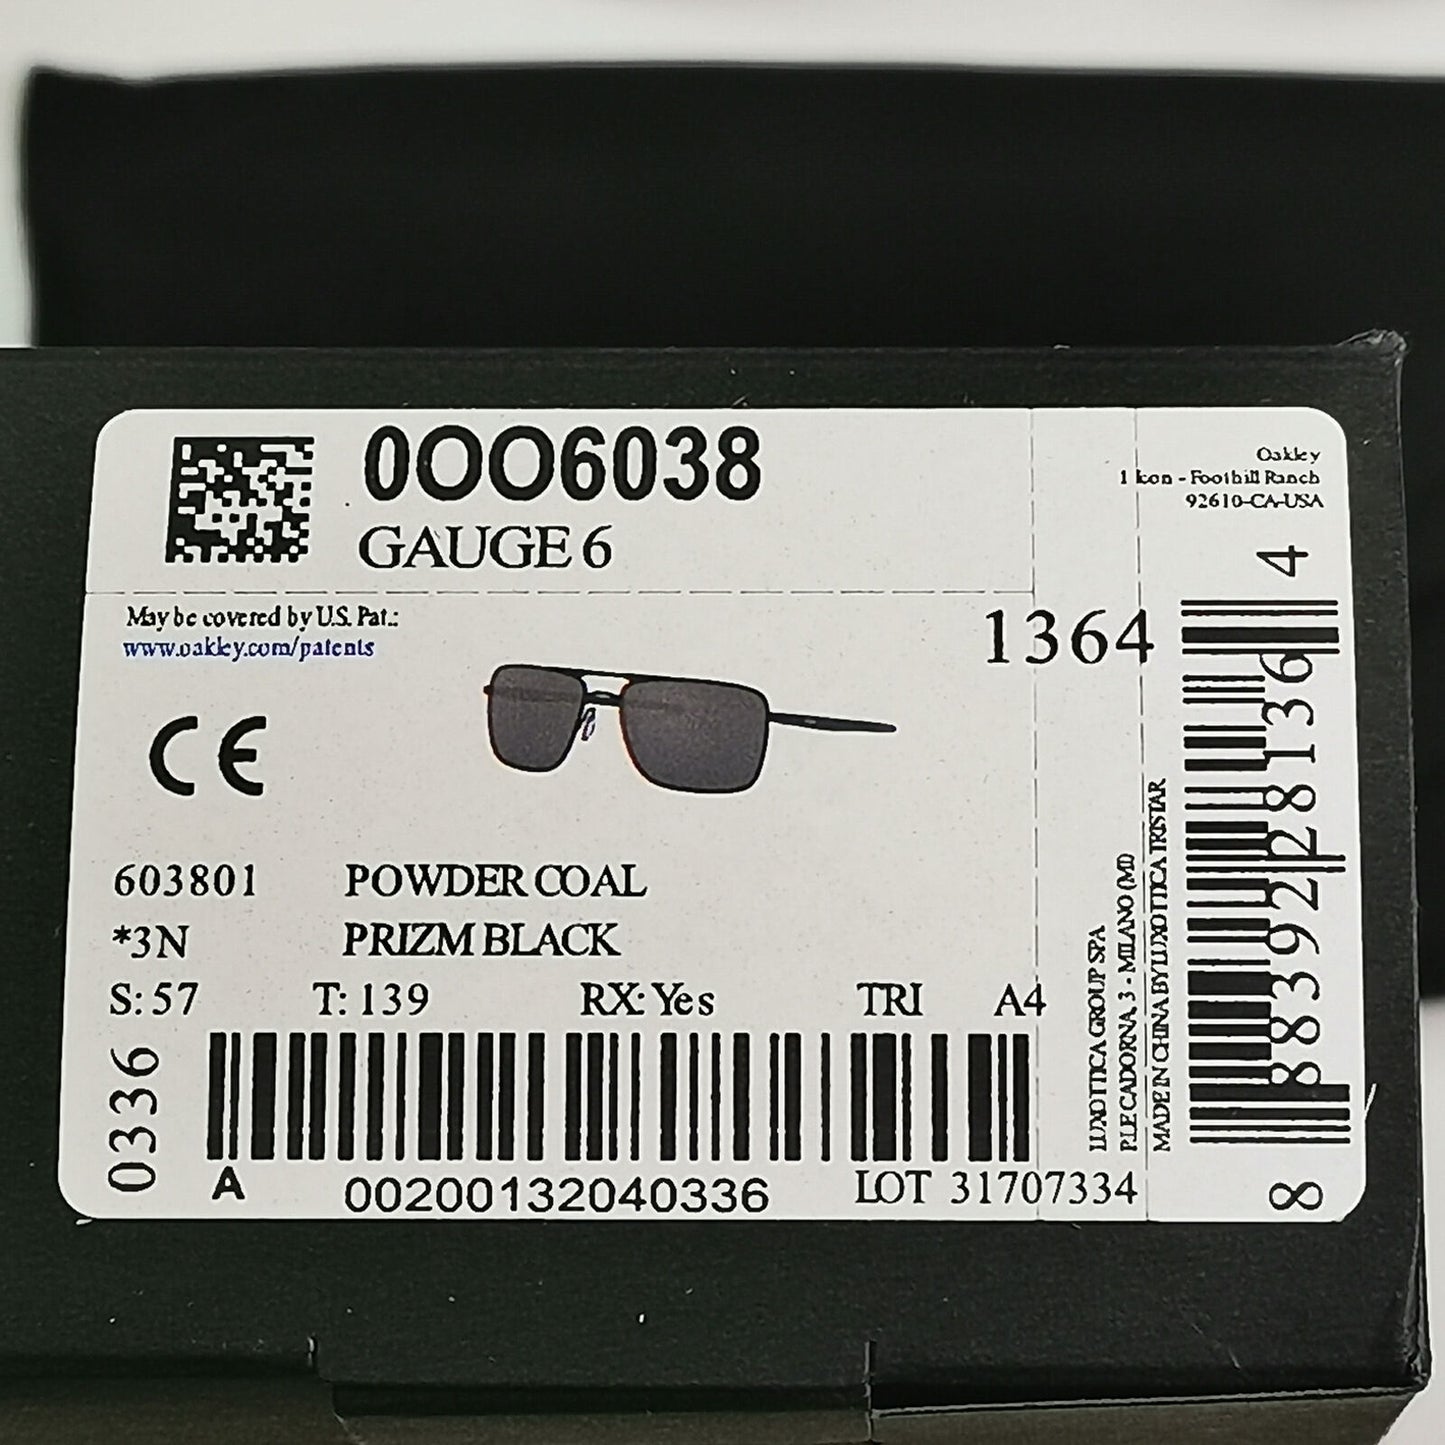 0OO6038
GAUGE 6
Oakley
1 Icon - Foothill Ranch
92610-CA-USA
May be covered by U.S. Pat.:
www.oakley.com/patents
1364
CE
603801 POWDER COAL
*3N PRIZM BLACK
S: 57 T: 139 RX: Yes TRI A4
0336
A 00200132040336 LOT 31707334
LUXOTTICA GROUP SPA
P.LE CADORNA, 3 - MILANO (MI)
MADE IN CHINA BY LUXOTTICA TRISTAR
8 883922 28136 4